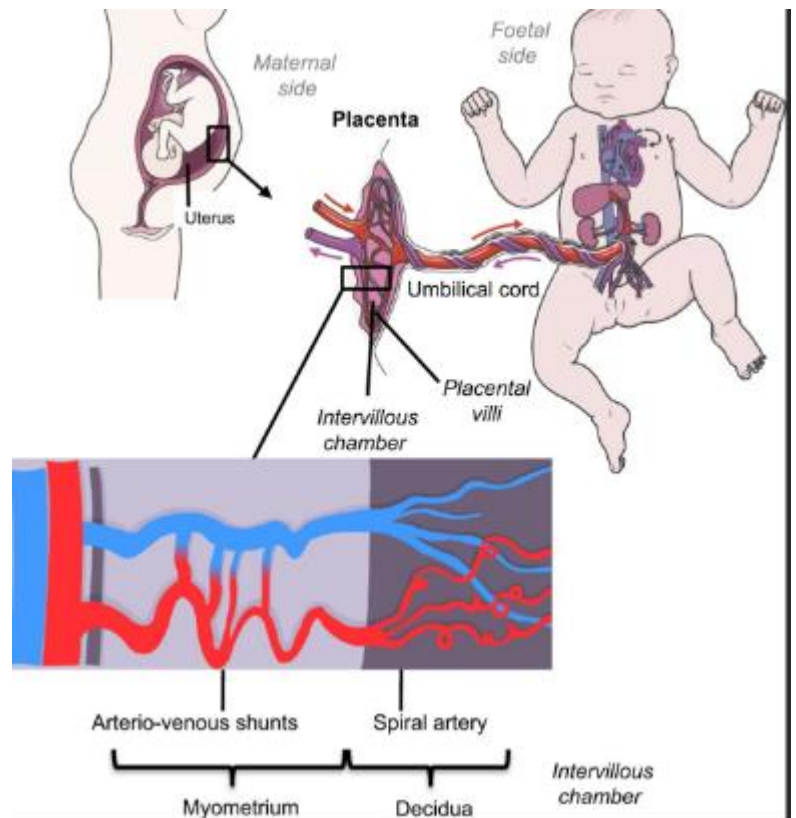 Maternal
side
Foetal
side
Placenta
Uterus
Umbilical cord
Placental
villi
Intervillous
chamber
Arterio-venous shunts
Spiral artery
Myometrium
Decidua
Intervillous
chamber